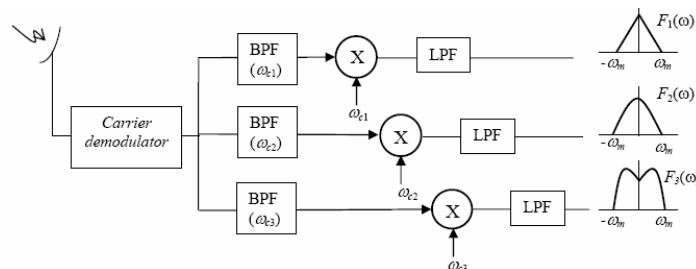 BPF
(ωc1)
X
LPF
F1(ω)
-ωm ωm
ωc1
Carrier
demodulator
BPF
(ωc2)
X
LPF
F2(ω)
-ωm ωm
ωc2
BPF
(ωc3)
X
LPF
F3(ω
-ωm ωm
ωc3